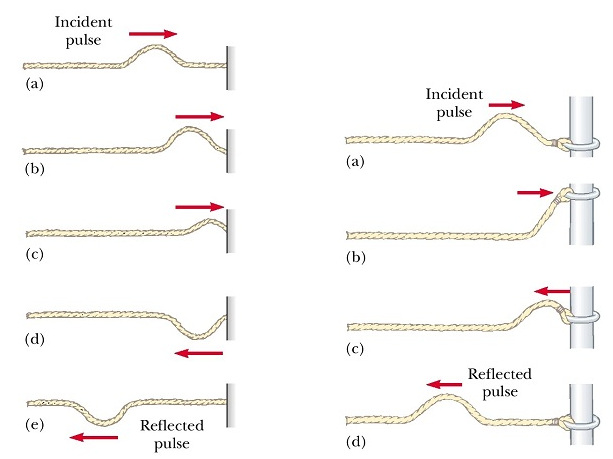 Incident
pulse
(a)
(b)
(c)
(d)
(e)
Reflected
pulse
Incident
pulse
(a)
(b)
(c)
Reflected
pulse
(d)